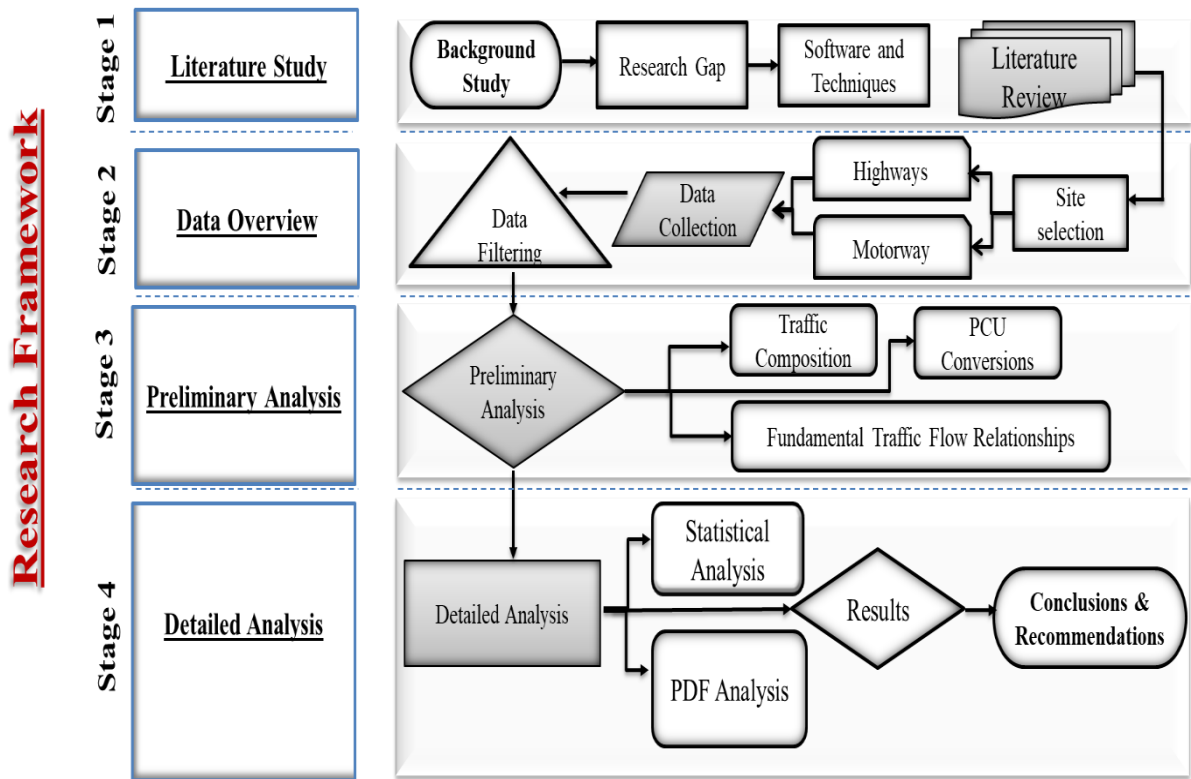 Research Framework
Stage 1
Literature Study
Background
Study
Research Gap
Software and
Techniques
Literature
Review
Stage 2
Data Overview
Data
Filtering
Data
Collection
Highways
Motorway
Site
selection
Stage 3
Preliminary Analysis
Preliminary
Analysis
Traffic
Composition
PCU
Conversions
Fundamental Traffic Flow Relationships
Stage 4
Detailed Analysis
Detailed Analysis
Statistical
Analysis
PDF Analysis
Results
Conclusions &
Recommendations